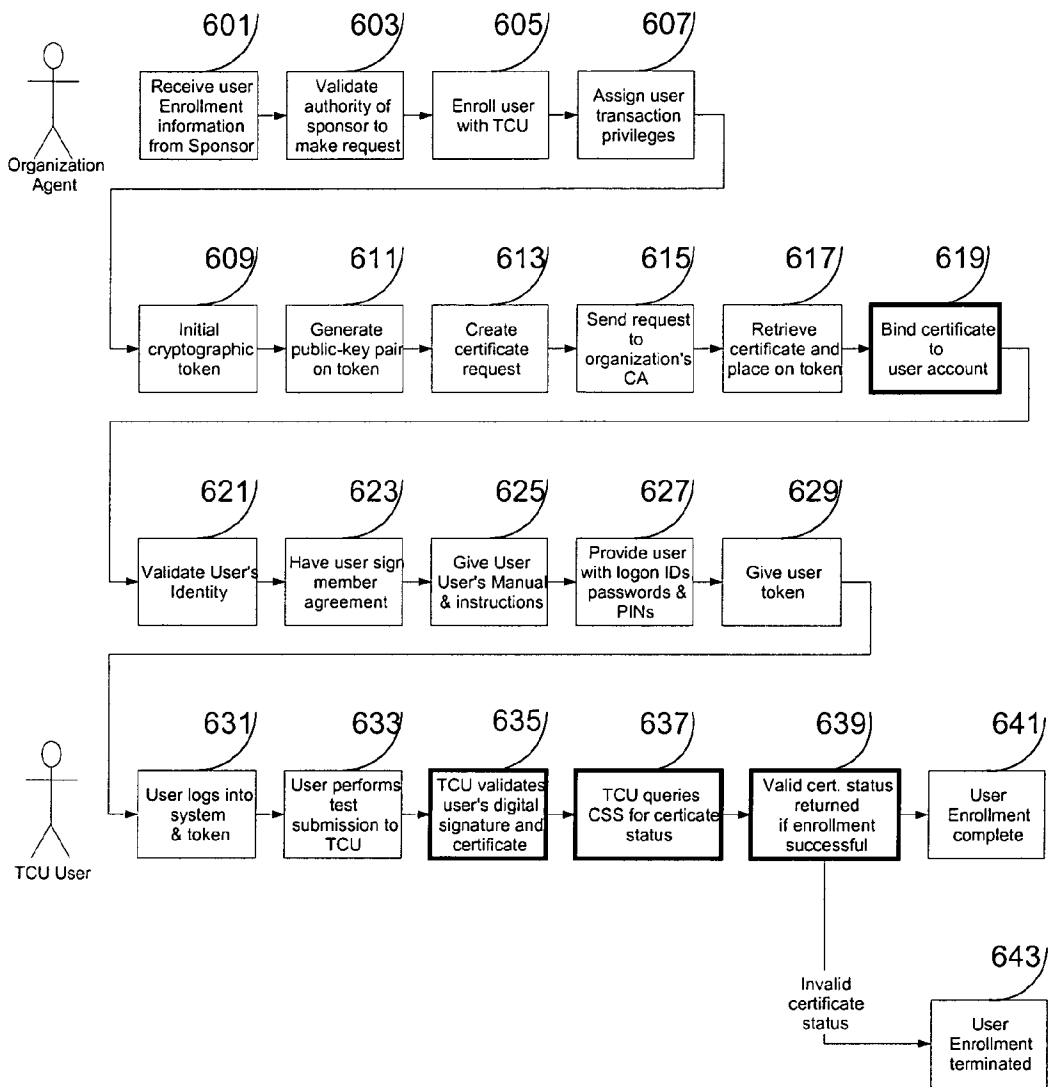 601
603
605
607
Receive user
Enrollment
information
from Sponsor
Validate
authority of
sponsor to
make request
Enroll user
with TCU
Assign user
transaction
privileges
Organization
Agent
609
611
613
615
617
619
Initial
cryptographic
token
Generate
public-key pair
on token
Create
certificate
request
Send request
to
organization's
CA
Retrieve
certificate and
place on token
Bind certificate
to
user account
621
623
625
627
629
Validate User's
Identity
Have user sign
member
agreement
Give User
User's Manual
& instructions
Provide user
with logon IDs
passwords &
PINs
Give user
token
631
633
635
637
639
641
User logs into
system
& token
User performs
test
submission to
TCU
TCU validates
user's digital
signature and
certificate
TCU queries
CSS for certicate
status
Valid cert. status
returned
if enrollment
successful
User
Enrollment
complete
TCU User
643
Invalid
certificate
status
User
Enrollment
terminated